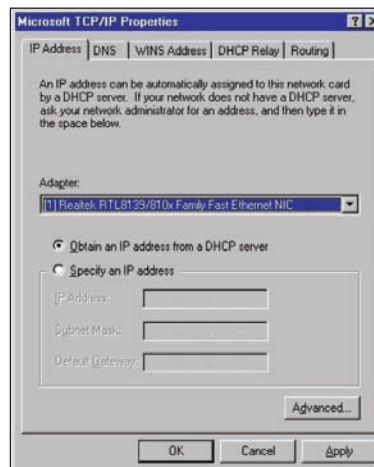 Microsoft TCP/IP Properties
IP Address DNS WINS Address DHCP Relay Routing
An IP address can be automatically assigned to this network card
by a DHCP server. If your network does not have a DHCP server,
ask your network administrator for an address, and then type it in
the space below.
Adapter:
[1] Realtek RTL8139/810x Family Fast Ethernet NIC
Obtain an IP address from a DHCP server
Specify an IP address
IP Address:
Subnet Mask:
Default Gateway:
Advanced...
OK Cancel Apply